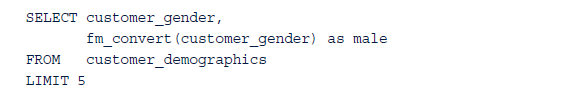 SELECT customer_gender,
       fm_convert(customer_gender) as male
FROM   customer_demographics
LIMIT 5